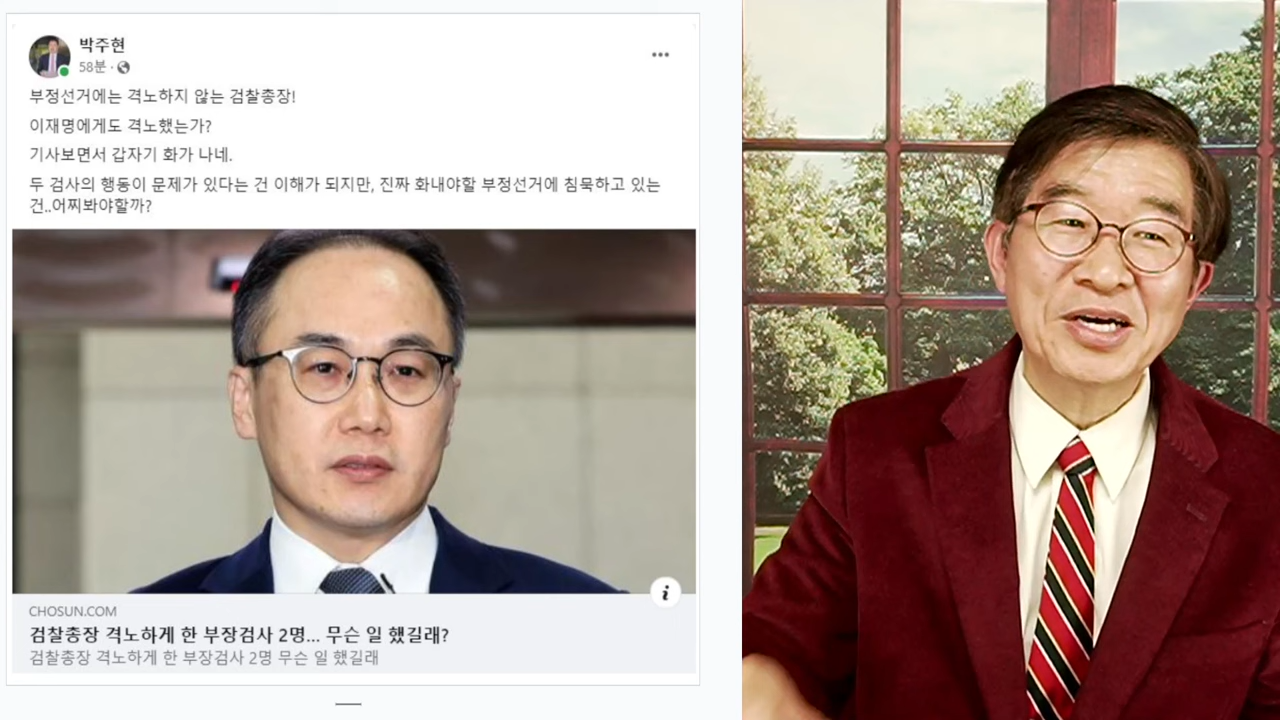 박주현
58분 ·
부정선거에는 격노하지 않는 검찰총장!
이재명에게도 격노했는가?
기사보면서 갑자기 화가 나네.
두 검사의 행동이 문제가 있다는 건 이해가 되지만, 진짜 화내야할 부정선거에 침묵하고 있는
건..어찌봐야할까?
i
CHOSUN.COM
검찰총장 격노하게 한 부장검사 2명... 무슨 일 했길래?
검찰총장 격노하게 한 부장검사 2명 무슨 일 했길래